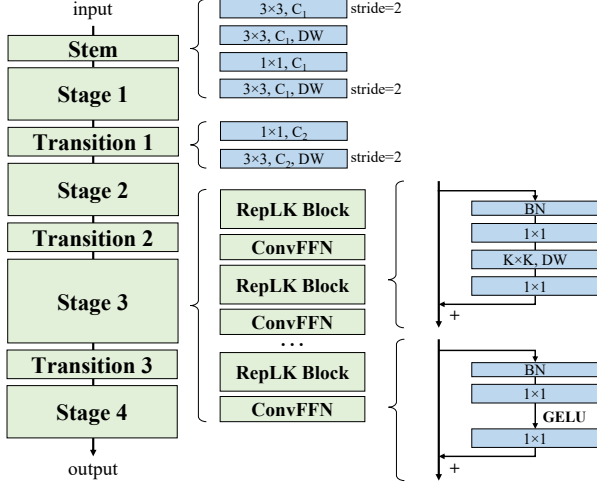 input
Stem
Stage 1
Transition 1
Stage 2
Transition 2
Stage 3
Transition 3
Stage 4
output
3×3, C₁ stride=2
3×3, C₁, DW
1×1, C₁
3×3, C₁, DW stride=2
1×1, C₂
3×3, C₂, DW stride=2
RepLK Block
ConvFFN
RepLK Block
ConvFFN
...
RepLK Block
ConvFFN
BN
1×1
K×K, DW
1×1
+
BN
1×1
GELU
1×1
+